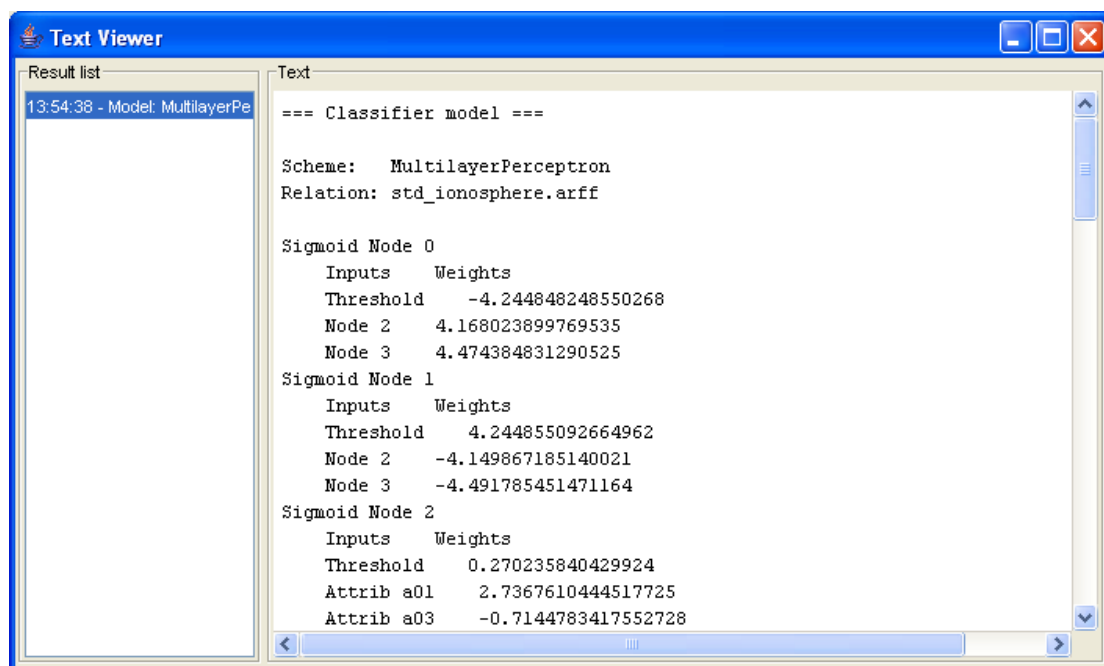 Text Viewer
Result list
13:54:38 - Model: MultilayerPe
Text
=== Classifier model ===
Scheme:   MultilayerPerceptron
Relation: std_ionosphere.arff
Sigmoid Node 0
    Inputs    Weights
    Threshold    -4.244848248550268
    Node 2    4.168023899769535
    Node 3    4.474384831290525
Sigmoid Node 1
    Inputs    Weights
    Threshold    4.244855092664962
    Node 2    -4.149867185140021
    Node 3    -4.491785451471164
Sigmoid Node 2
    Inputs    Weights
    Threshold    0.270235840429924
    Attrib a01    2.7367610444517725
    Attrib a03    -0.7144783417552728